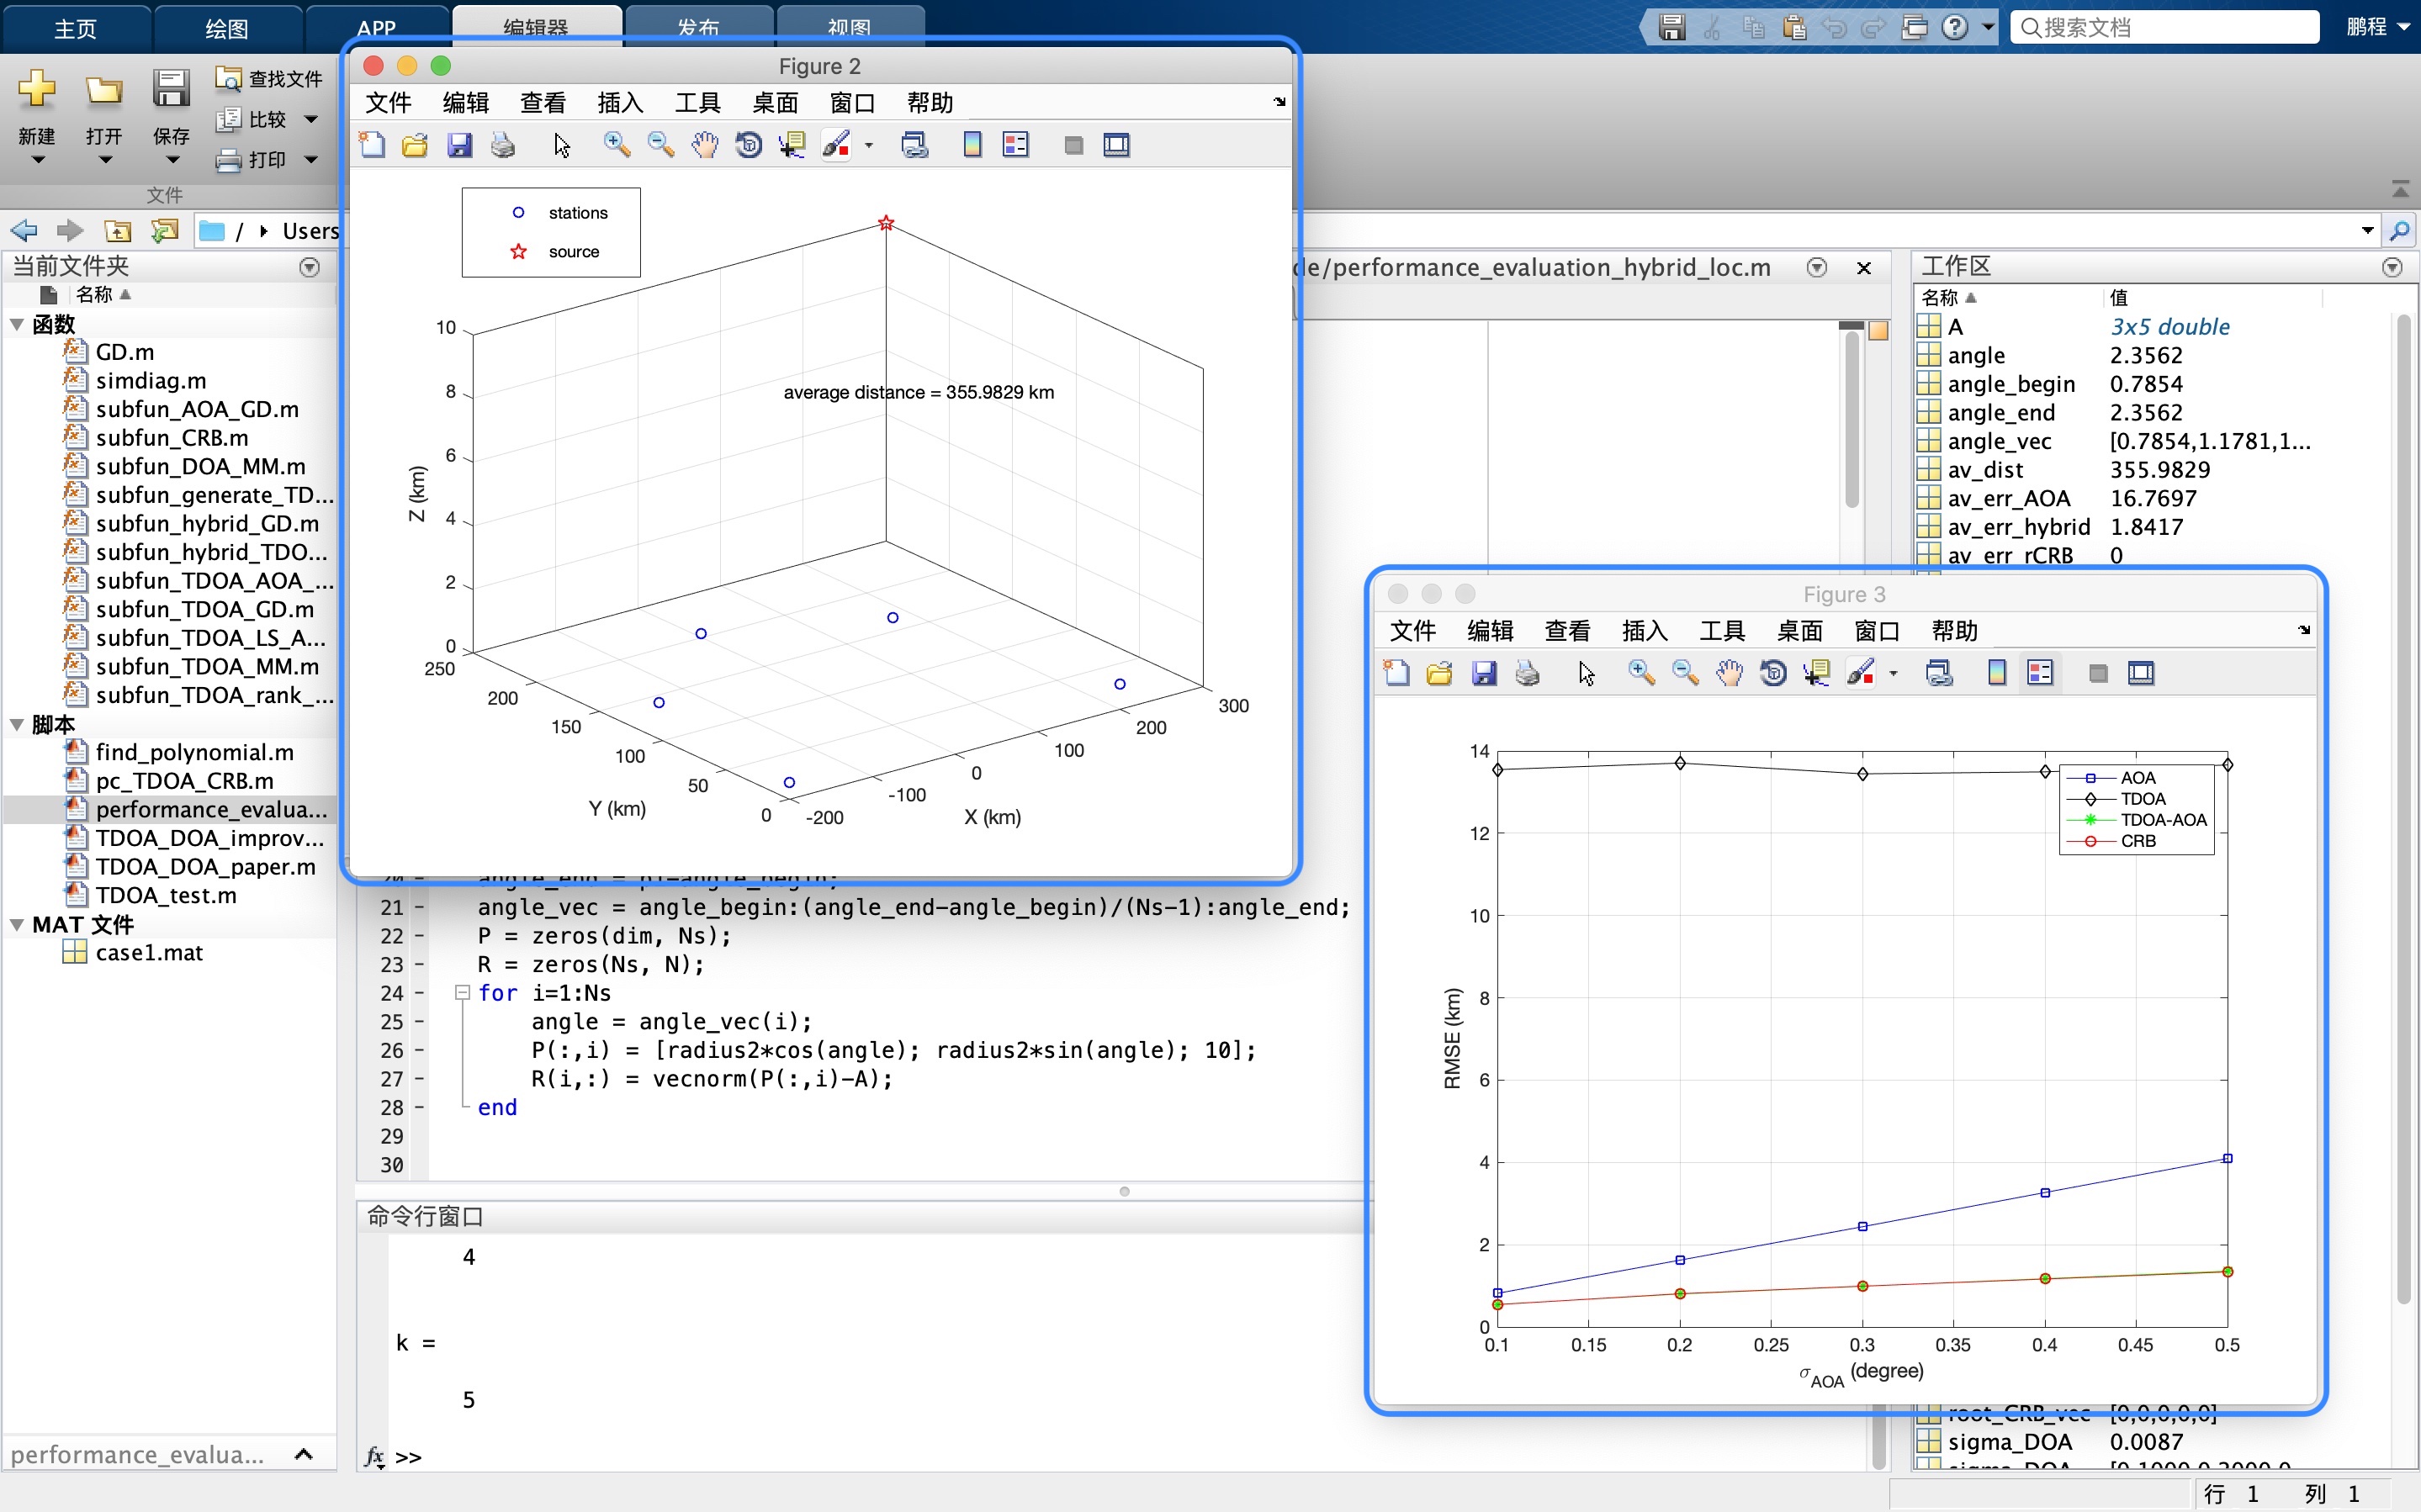 主页 绘图 APP 编辑器 发布 视图 搜索文档 鹏程
新建 打开 保存 查找文件
比较
打印
文件
/ Users
当前文件夹
名称
函数
GD.m
simdiag.m
subfun_AOA_GD.m
subfun_CRB.m
subfun_DOA_MM.m
subfun_generate_TD...
subfun_hybrid_GD.m
subfun_hybrid_TDO...
subfun_TDOA_AOA_...
subfun_TDOA_GD.m
subfun_TDOA_LS_A...
subfun_TDOA_MM.m
subfun_TDOA_rank_...
脚本
find_polynomial.m
pc_TDOA_CRB.m
performance_evalua...
TDOA_DOA_improv...
TDOA_DOA_paper.m
TDOA_test.m
MAT 文件
case1.mat
performance_evalua...
Figure 2
文件 编辑 查看 插入 工具 桌面 窗口 帮助
stations
source
average distance = 355.9829 km
Z (km)
10
8
6
4
2
0
250
200
150
100
50
0
Y (km)
-200
-100
0
100
200
300
X (km)
de/performance_evaluation_hybrid_loc.m
20 angle_end = pi-angle_begin;
21 angle_vec = angle_begin:(angle_end-angle_begin)/(Ns-1):angle_end;
22 P = zeros(dim, Ns);
23 R = zeros(Ns, N);
24 for i=1:Ns
25 angle = angle_vec(i);
26 P(:,i) = [radius2*cos(angle); radius2*sin(angle); 10];
27 R(i,:) = vecnorm(P(:,i)-A);
28 end
29
30
命令行窗口
4
k =
5
fx >>
工作区
名称 值
A 3x5 double
angle 2.3562
angle_begin 0.7854
angle_end 2.3562
angle_vec [0.7854,1.1781,1...
av_dist 355.9829
av_err_AOA 16.7697
av_err_hybrid 1.8417
av_err_rCRB 0
Figure 3
文件 编辑 查看 插入 工具 桌面 窗口 帮助
AOA
TDOA
TDOA-AOA
CRB
RMSE (km)
14
12
10
8
6
4
2
0
0.1 0.15 0.2 0.25 0.3 0.35 0.4 0.45 0.5
σAOA (degree)
root_CRB_vec [0,0,0,0,0]
sigma_DOA 0.0087
行 1 列 1